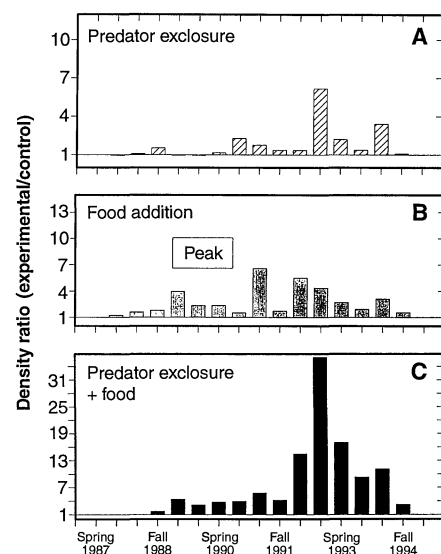 Density ratio (experimental/control)
Predator exclosure
A
10
7
4
1
Food addition
B
13
10
7
4
1
Peak
Predator exclosure
+ food
C
31
25
19
13
7
1
Spring Fall Spring Fall Spring Fall
1987 1988 1990 1991 1993 1994